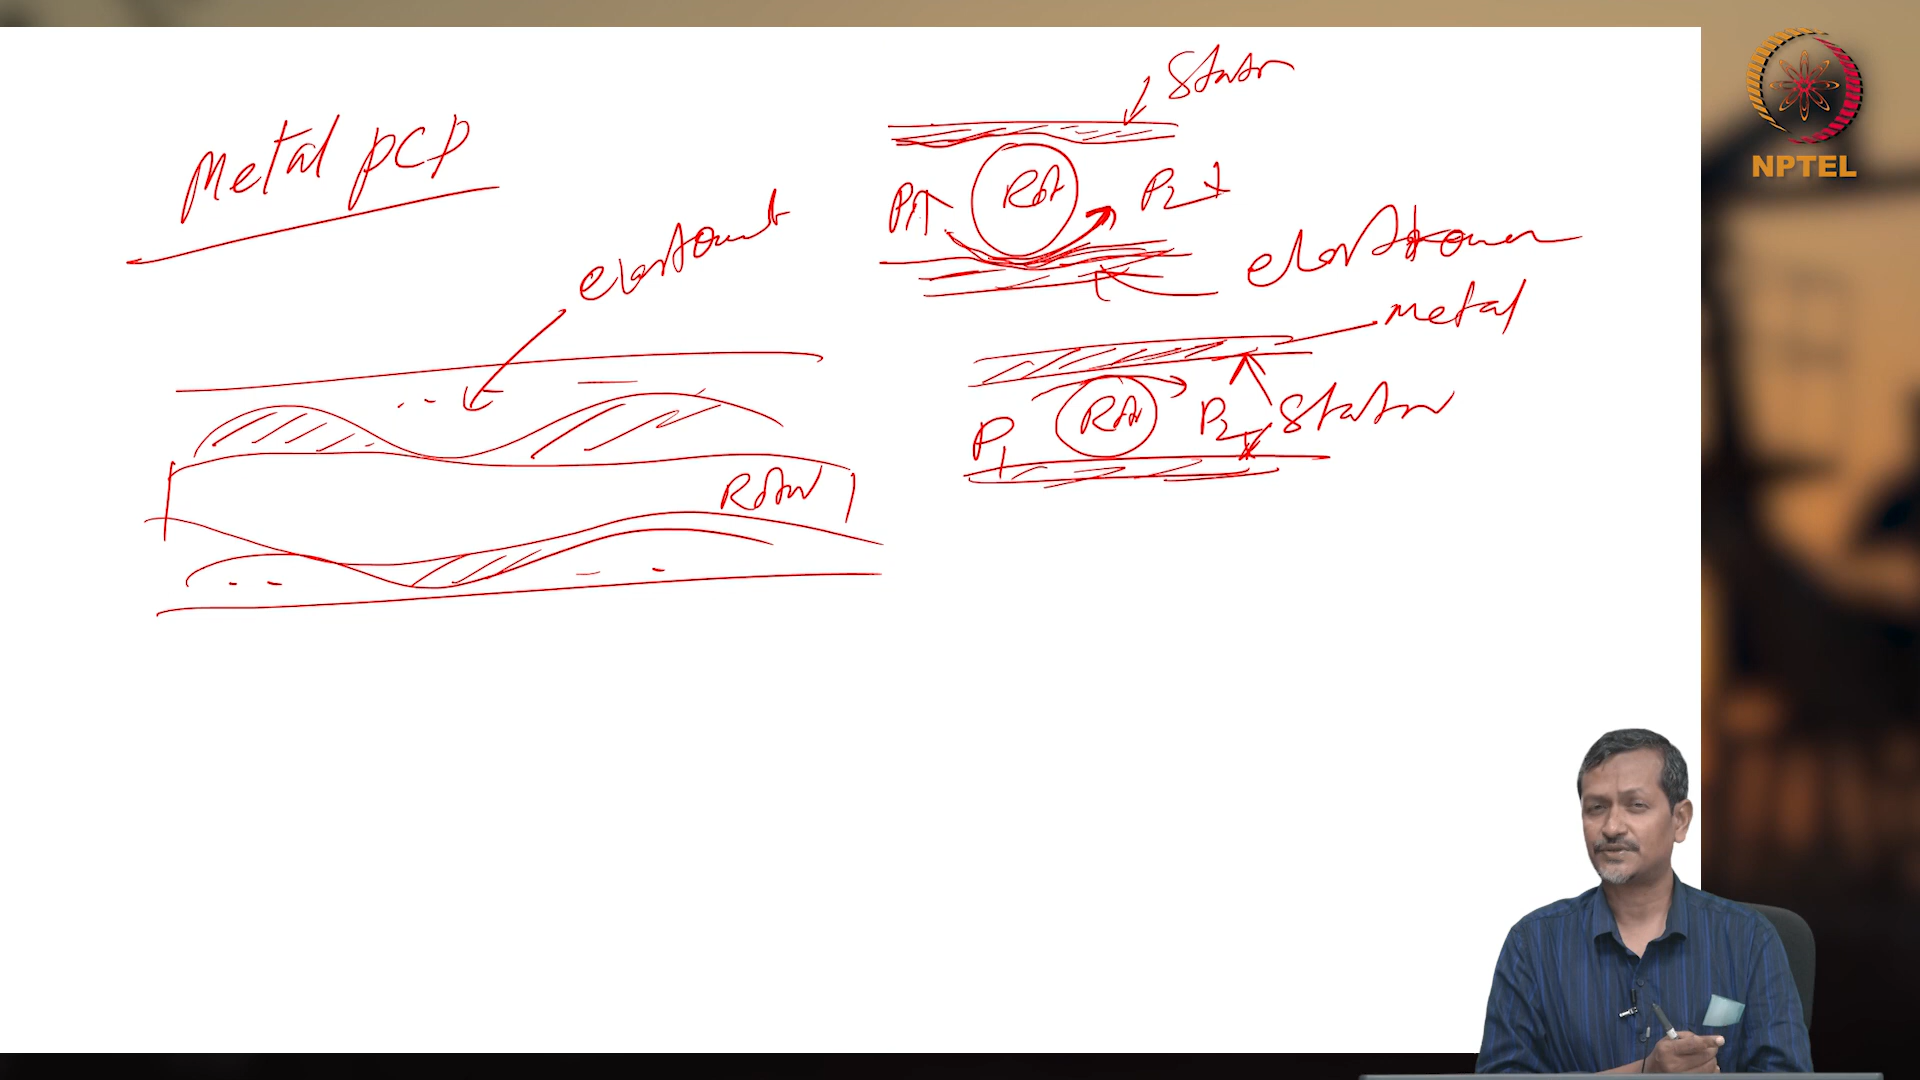 Metal PCP
elastomer
Rotor
Stator
P1↑
Rot
P2↓
elastomer
metal
P1
Rot
P2
Stator
NPTEL